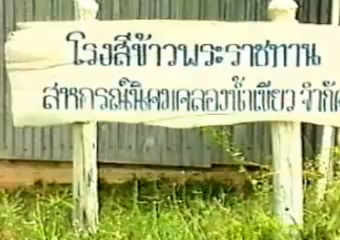 โรงสีข้าวพระราชทาน
สหกรณ์นิคมคลองน้ำเขียว จำกัด